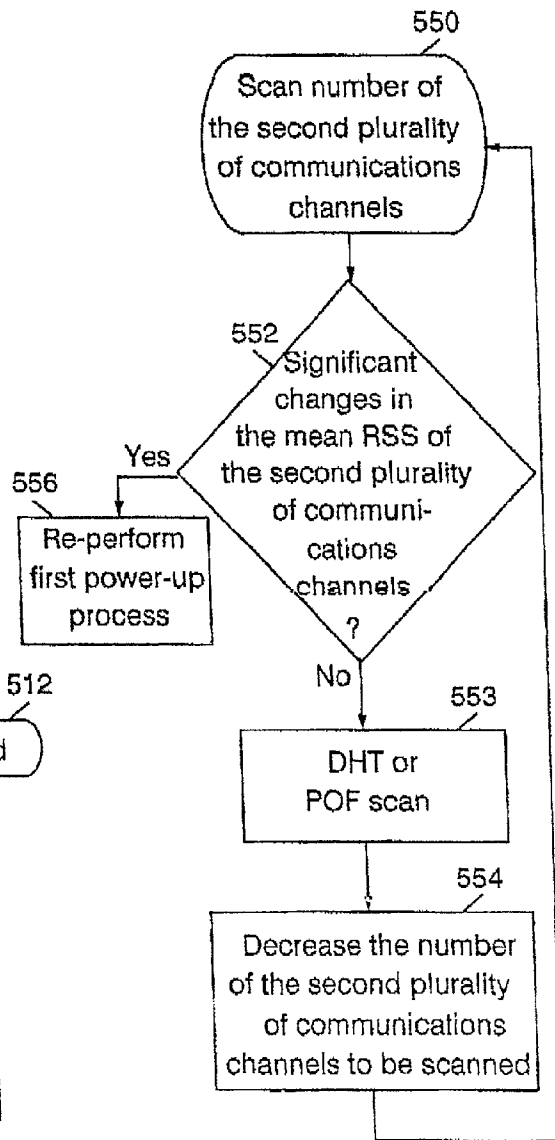 550
Scan number of
the second plurality
of communications
channels
552
Significant
changes in
the mean RSS of
the second plurality
of communi-
cations
channels
?
Yes
556
Re-perform
first power-up
process
No
512
d
553
DHT or
POF scan
554
Decrease the number
of the second plurality
of communications
channels to be scanned